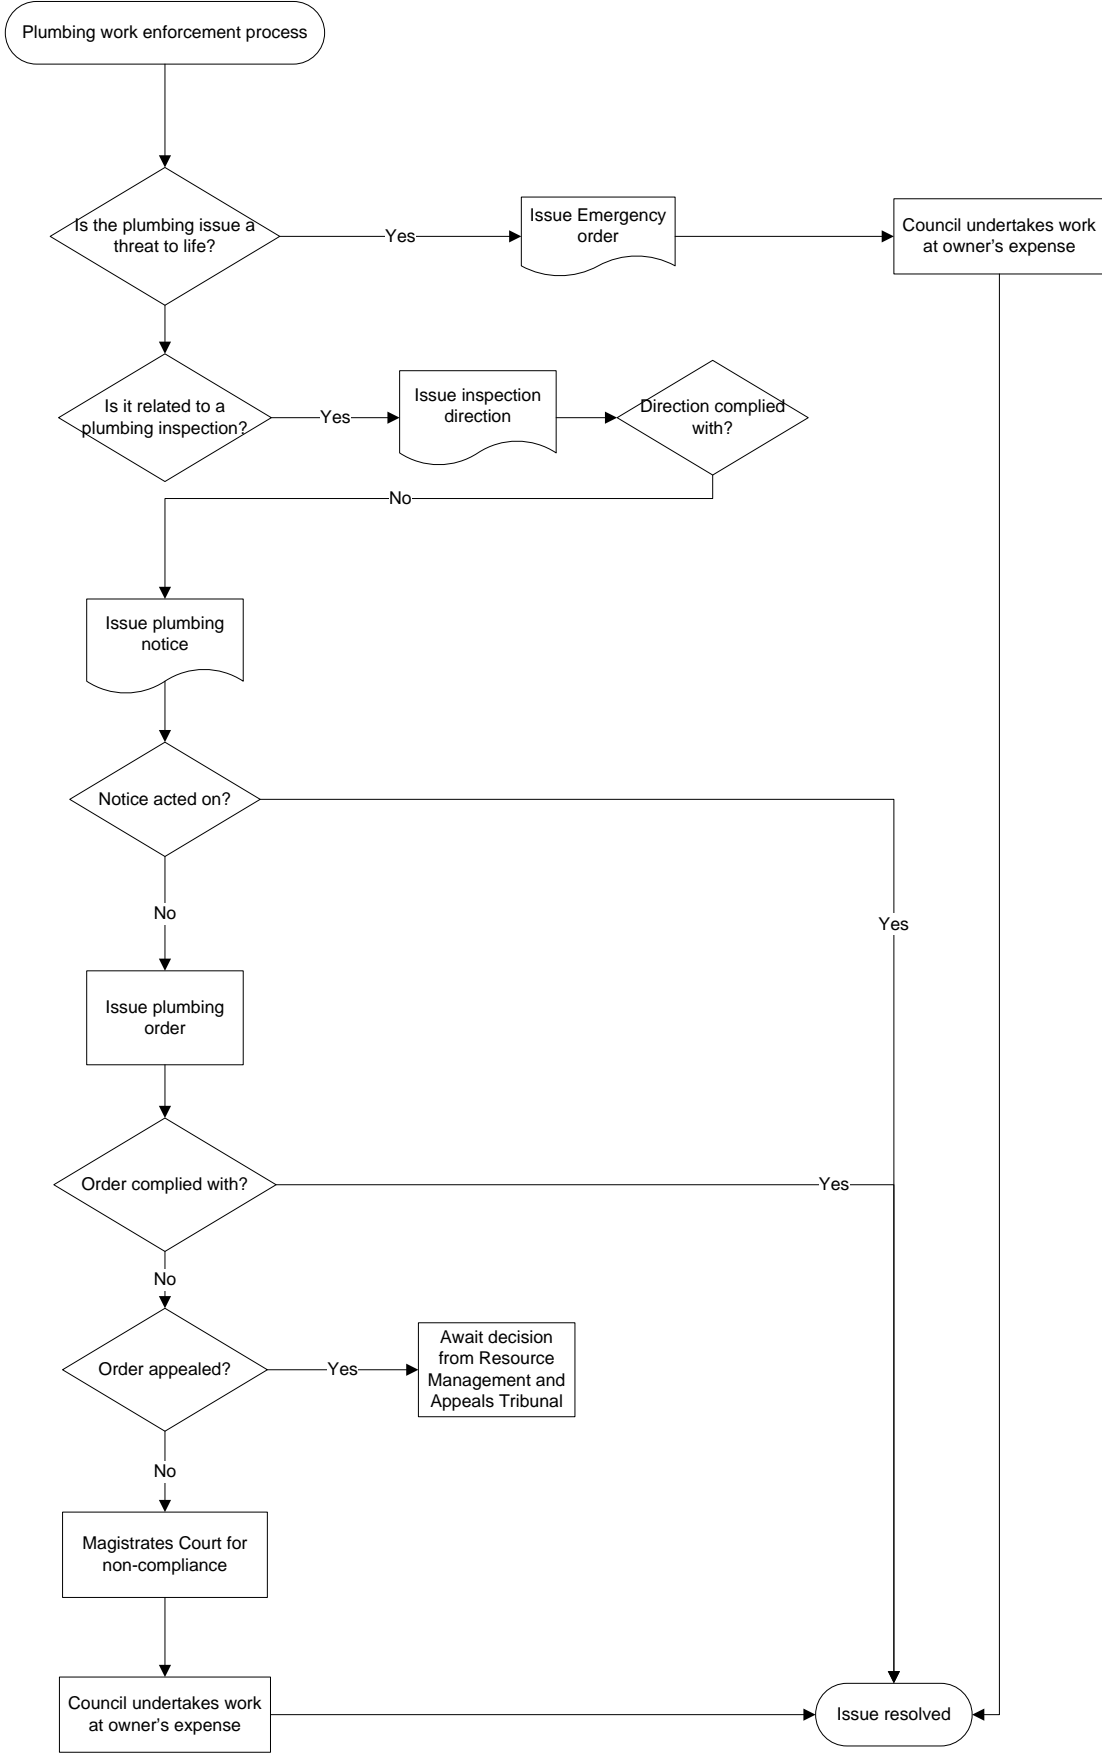 Plumbing work enforcement process
Is the plumbing issue a
threat to life?
Yes
Issue Emergency
order
Council undertakes work
at owner's expense
Is it related to a
plumbing inspection?
Yes
Issue inspection
direction
Direction complied
with?
No
Issue plumbing
notice
Notice acted on?
No
Yes
Issue plumbing
order
Order complied with?
Yes
No
Order appealed?
Yes
Await decision
from Resource
Management and
Appeals Tribunal
No
Magistrates Court for
non-compliance
Council undertakes work
at owner's expense
Issue resolved